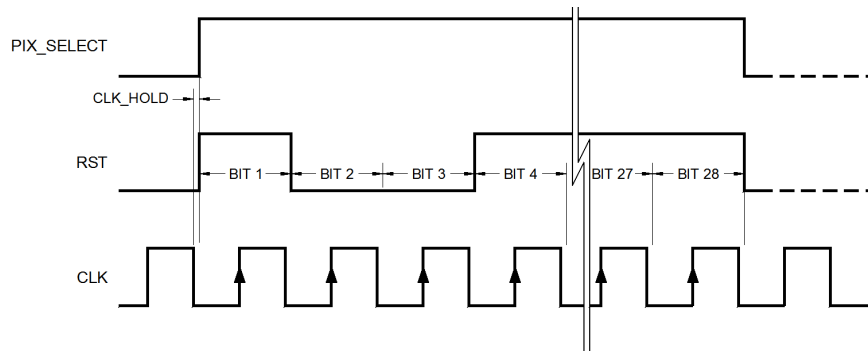 PIX_SELECT
CLK_HOLD
RST
BIT 1 BIT 2 BIT 3 BIT 4 BIT 27 BIT 28
CLK